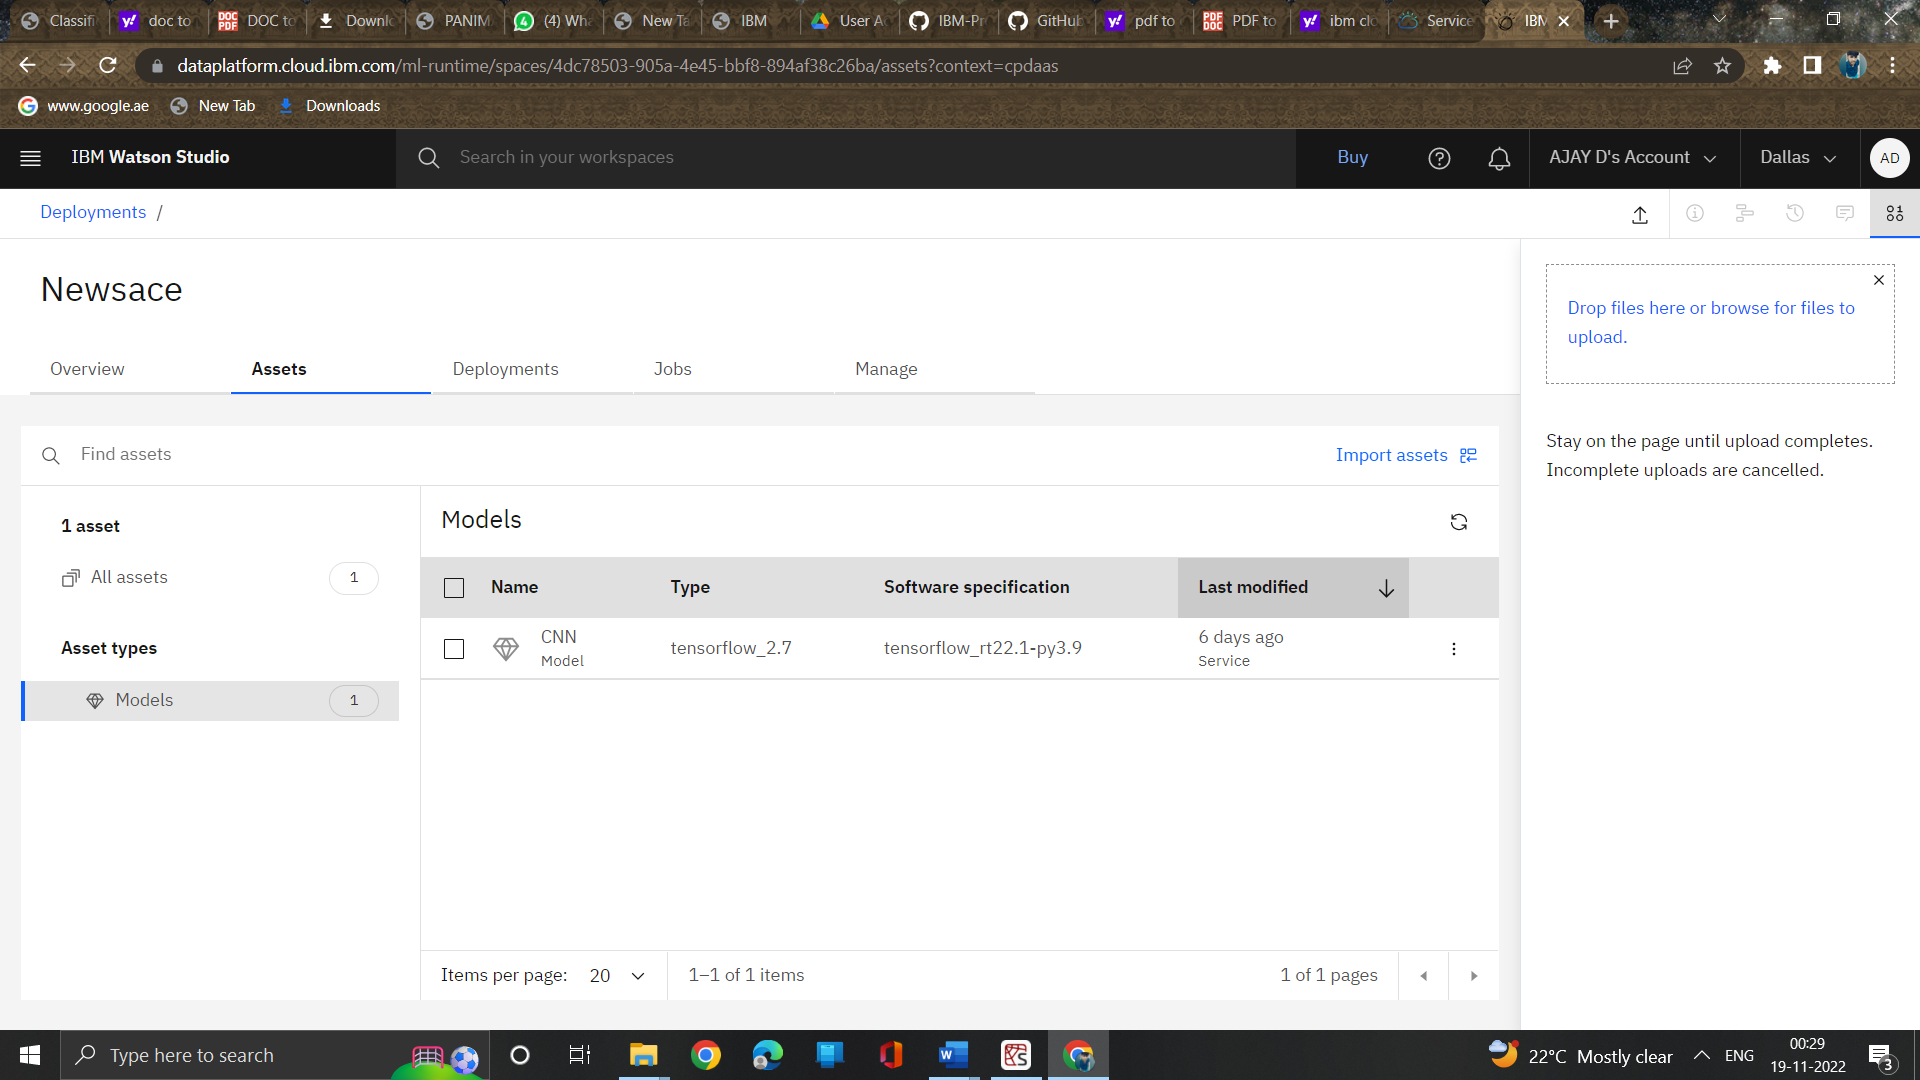 Classifi
doc to
DOC to
Downlo
PANIM
(4) Wha
New Ta
IBM
User Ac
IBM-Pr
GitHub
pdf to
PDF to
ibm clo
Service
IBM
dataplatform.cloud.ibm.com/ml-runtime/spaces/4dc78503-905a-4e45-bbf8-894af38c26ba/assets?context=cpdaas
www.google.ae New Tab Downloads
IBM Watson Studio
Search in your workspaces
Buy
AJAY D's Account
Dallas
AD
Deployments /
Newsace
Overview Assets Deployments Jobs Manage
Drop files here or browse for files to
upload.
Stay on the page until upload completes.
Incomplete uploads are cancelled.
Find assets
Import assets
1 asset
All assets 1
Asset types
Models 1
Models
Name Type Software specification Last modified
CNN
Model
tensorflow_2.7
tensorflow_rt22.1-py3.9
6 days ago
Service
Items per page: 20
1–1 of 1 items
1 of 1 pages
Type here to search
22°C Mostly clear
ENG
00:29
19-11-2022
3